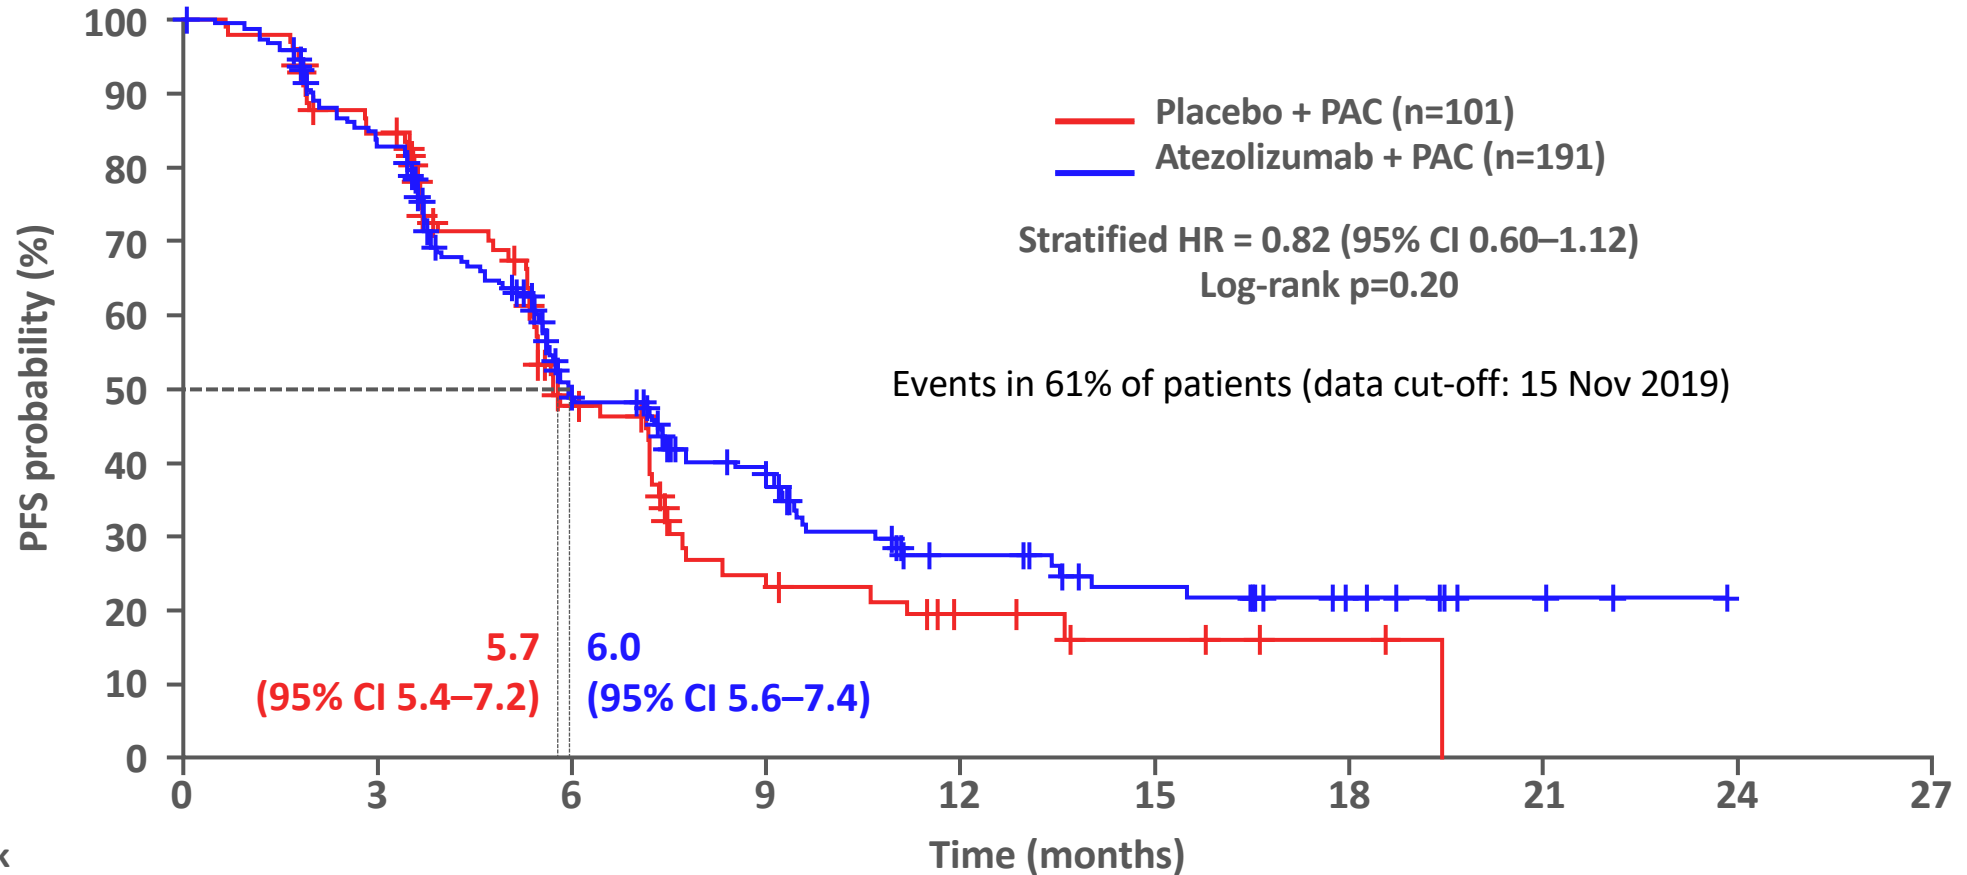 PFS probability (%)
100
90
80
70
60
50
40
30
20
10
0
Placebo + PAC (n=101)
Atezolizumab + PAC (n=191)
Stratified HR = 0.82 (95% CI 0.60–1.12)
Log-rank p=0.20
Events in 61% of patients (data cut-off: 15 Nov 2019)
5.7
(95% CI 5.4–7.2)
6.0
(95% CI 5.6–7.4)
0 3 6 9 12 15 18 21 24 27
Time (months)